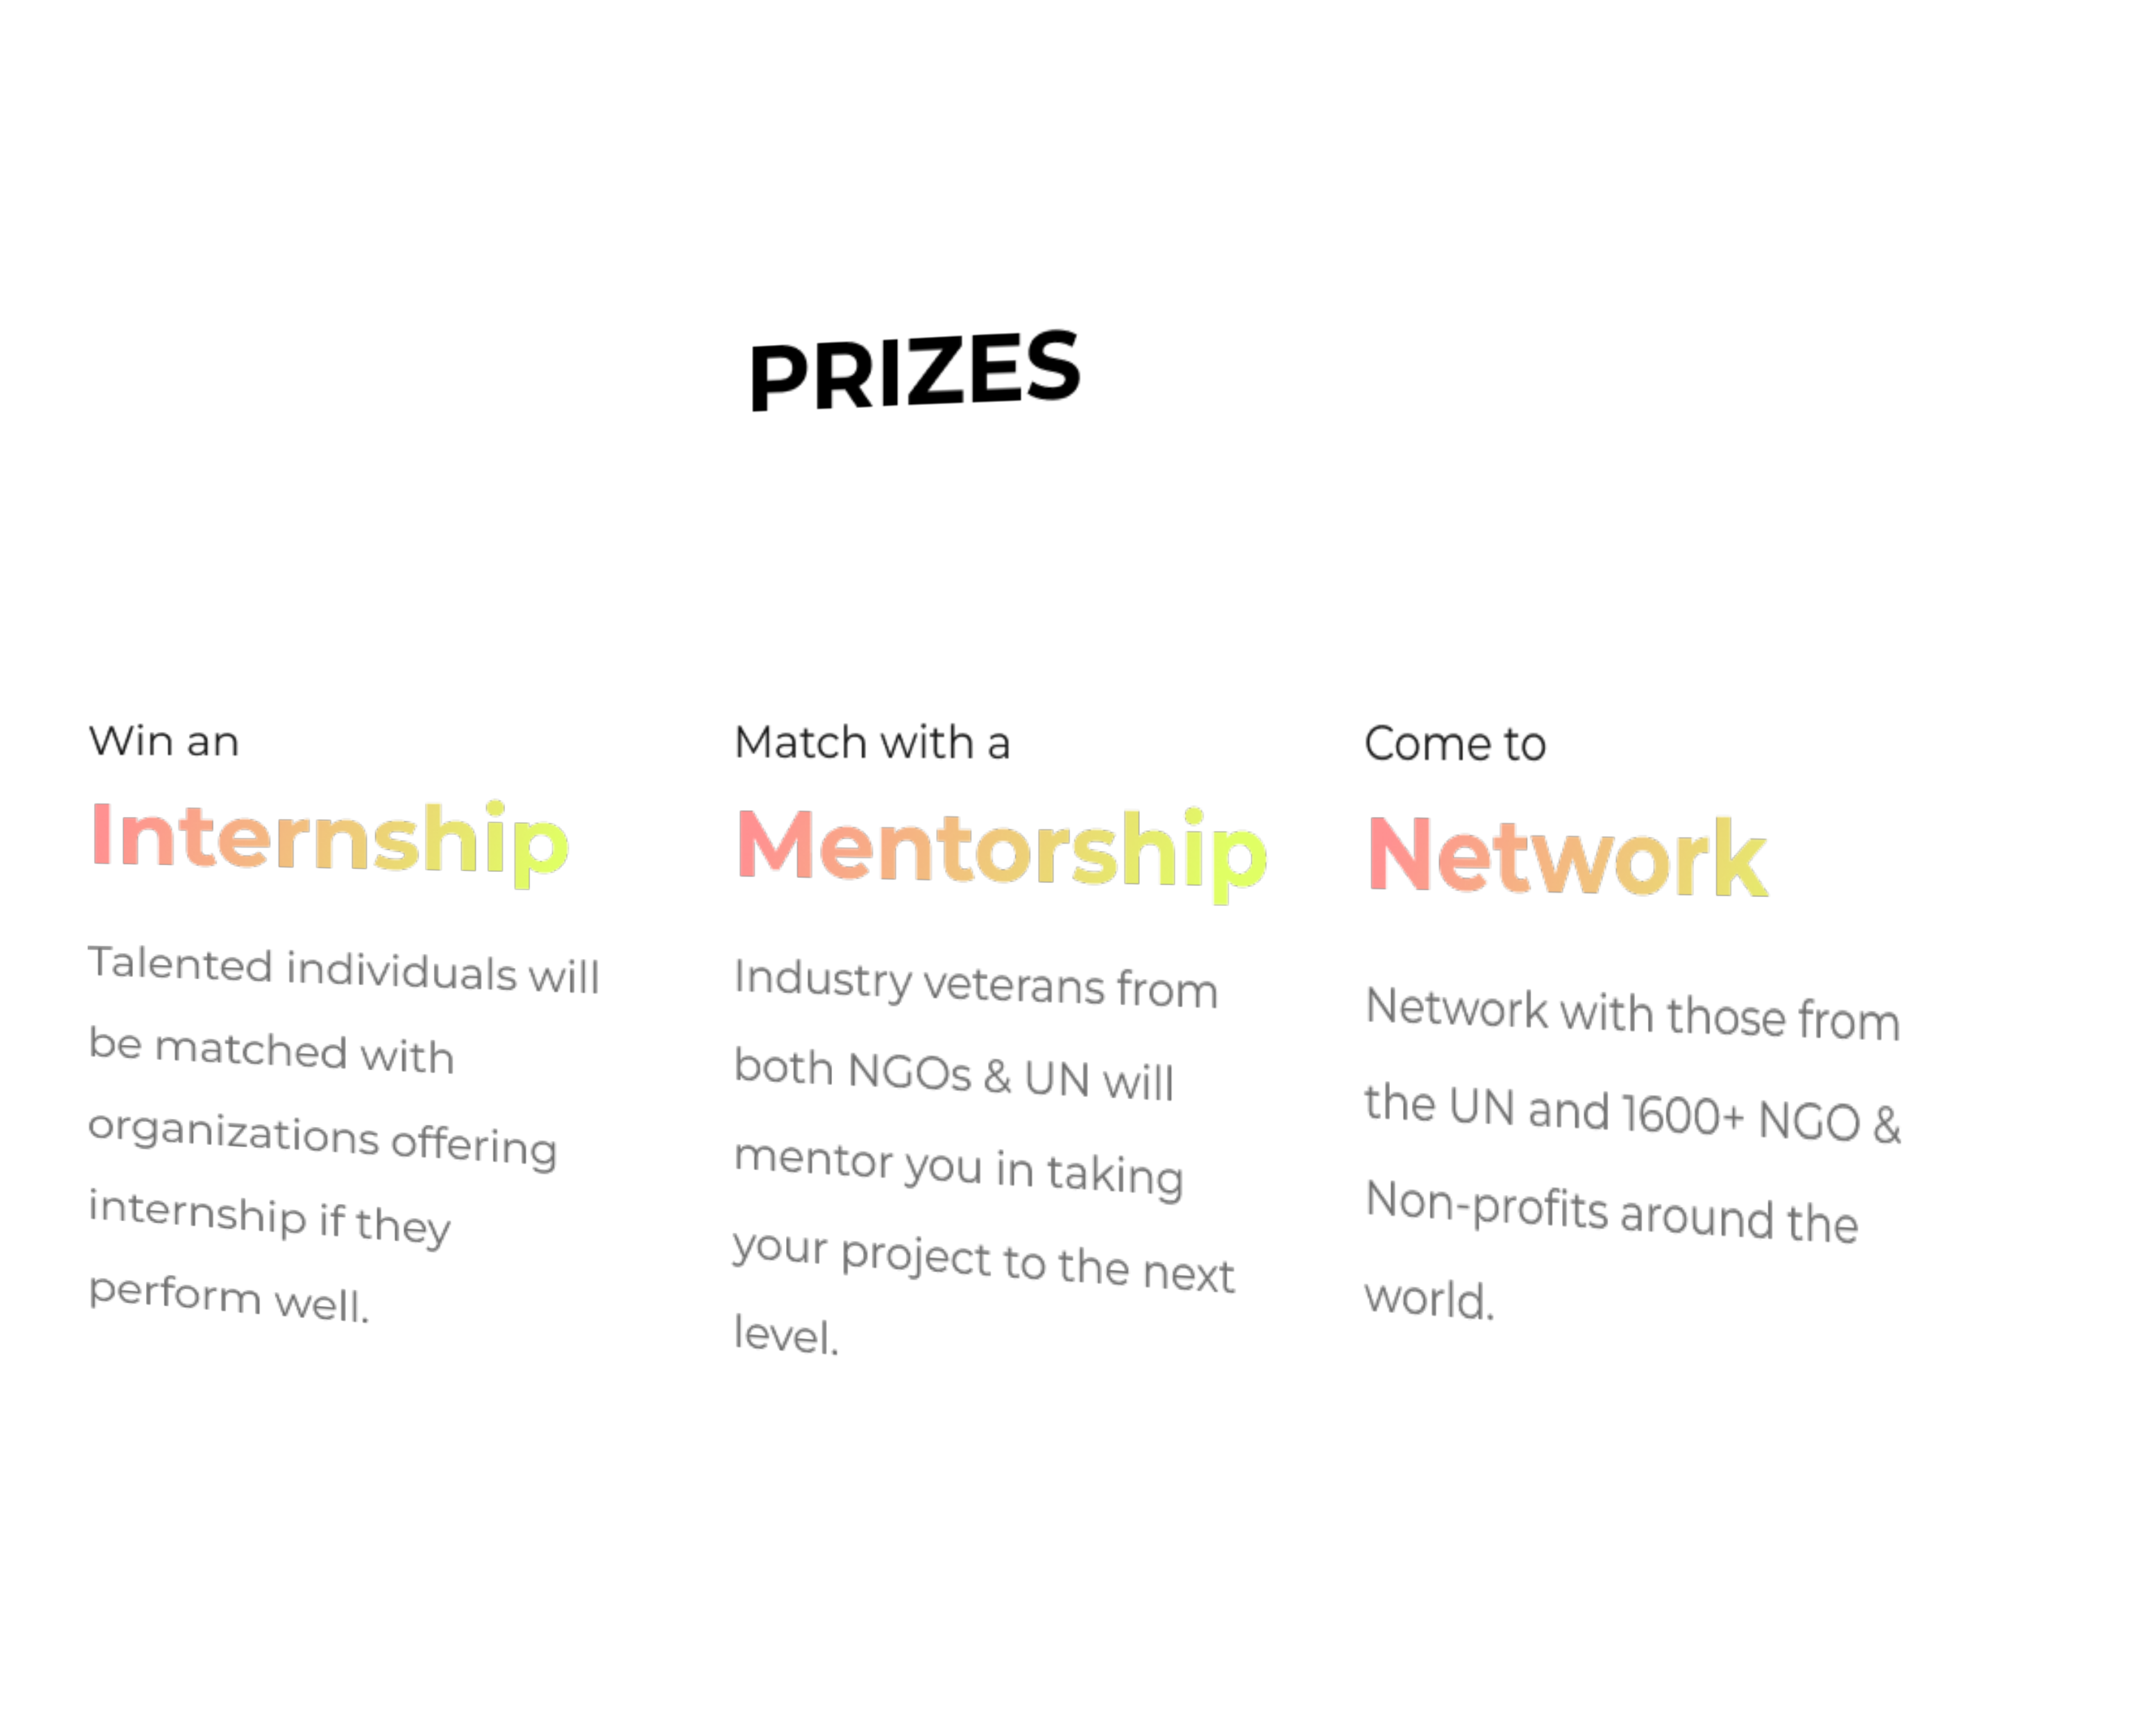 PRIZES
Win an
Internship
Talented individuals will
be matched with
organizations offering
internship if they
perform well.
Match with a
Mentorship
Industry veterans from
both NGOs & UN will
mentor you in taking
your project to the next
level.
Come to
Network
Network with those from
the UN and 1600+ NGO &
Non-profits around the
world.